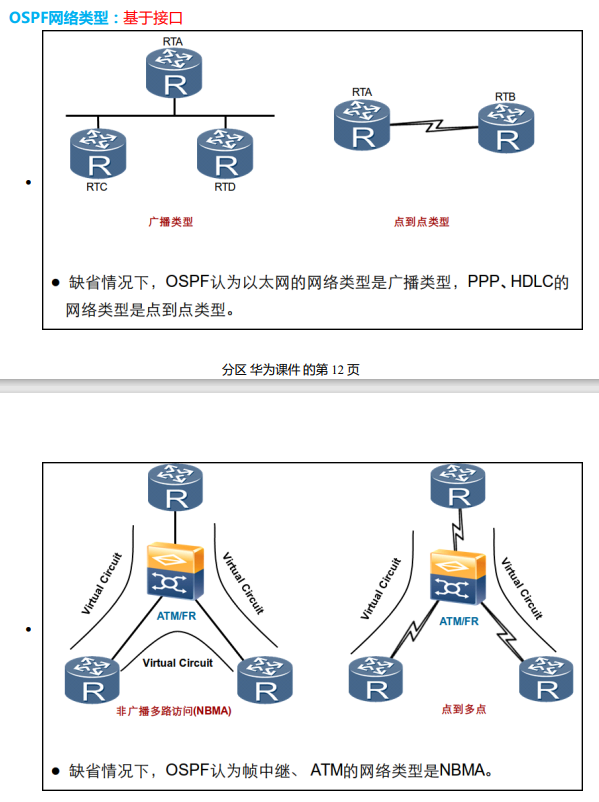 OSPF网络类型：基于接口
RTA
RTC
RTD
广播类型
RTA
RTB
点到点类型
● 缺省情况下，OSPF认为以太网的网络类型是广播类型，PPP、HDLC的
网络类型是点到点类型。
分区 华为课件 的第 12 页
Virtual Circuit
Virtual Circuit
ATM/FR
Virtual Circuit
非广播多路访问(NBMA)
Virtual Circuit
Virtual Circuit
ATM/FR
点到多点
● 缺省情况下，OSPF认为帧中继、 ATM的网络类型是NBMA。